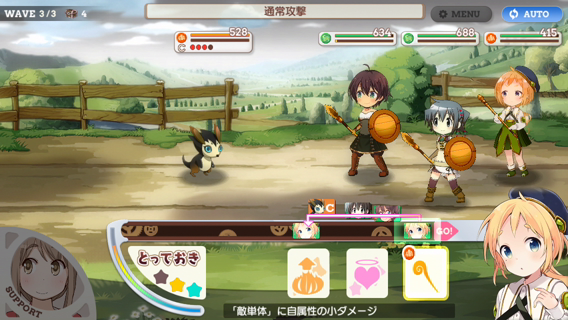 WAVE 3/3 4
通常攻撃
MENU
AUTO
528
C
634
688
415
C
GO!
とっておき
SUPPORT
「敵単体」に自属性の小ダメージ